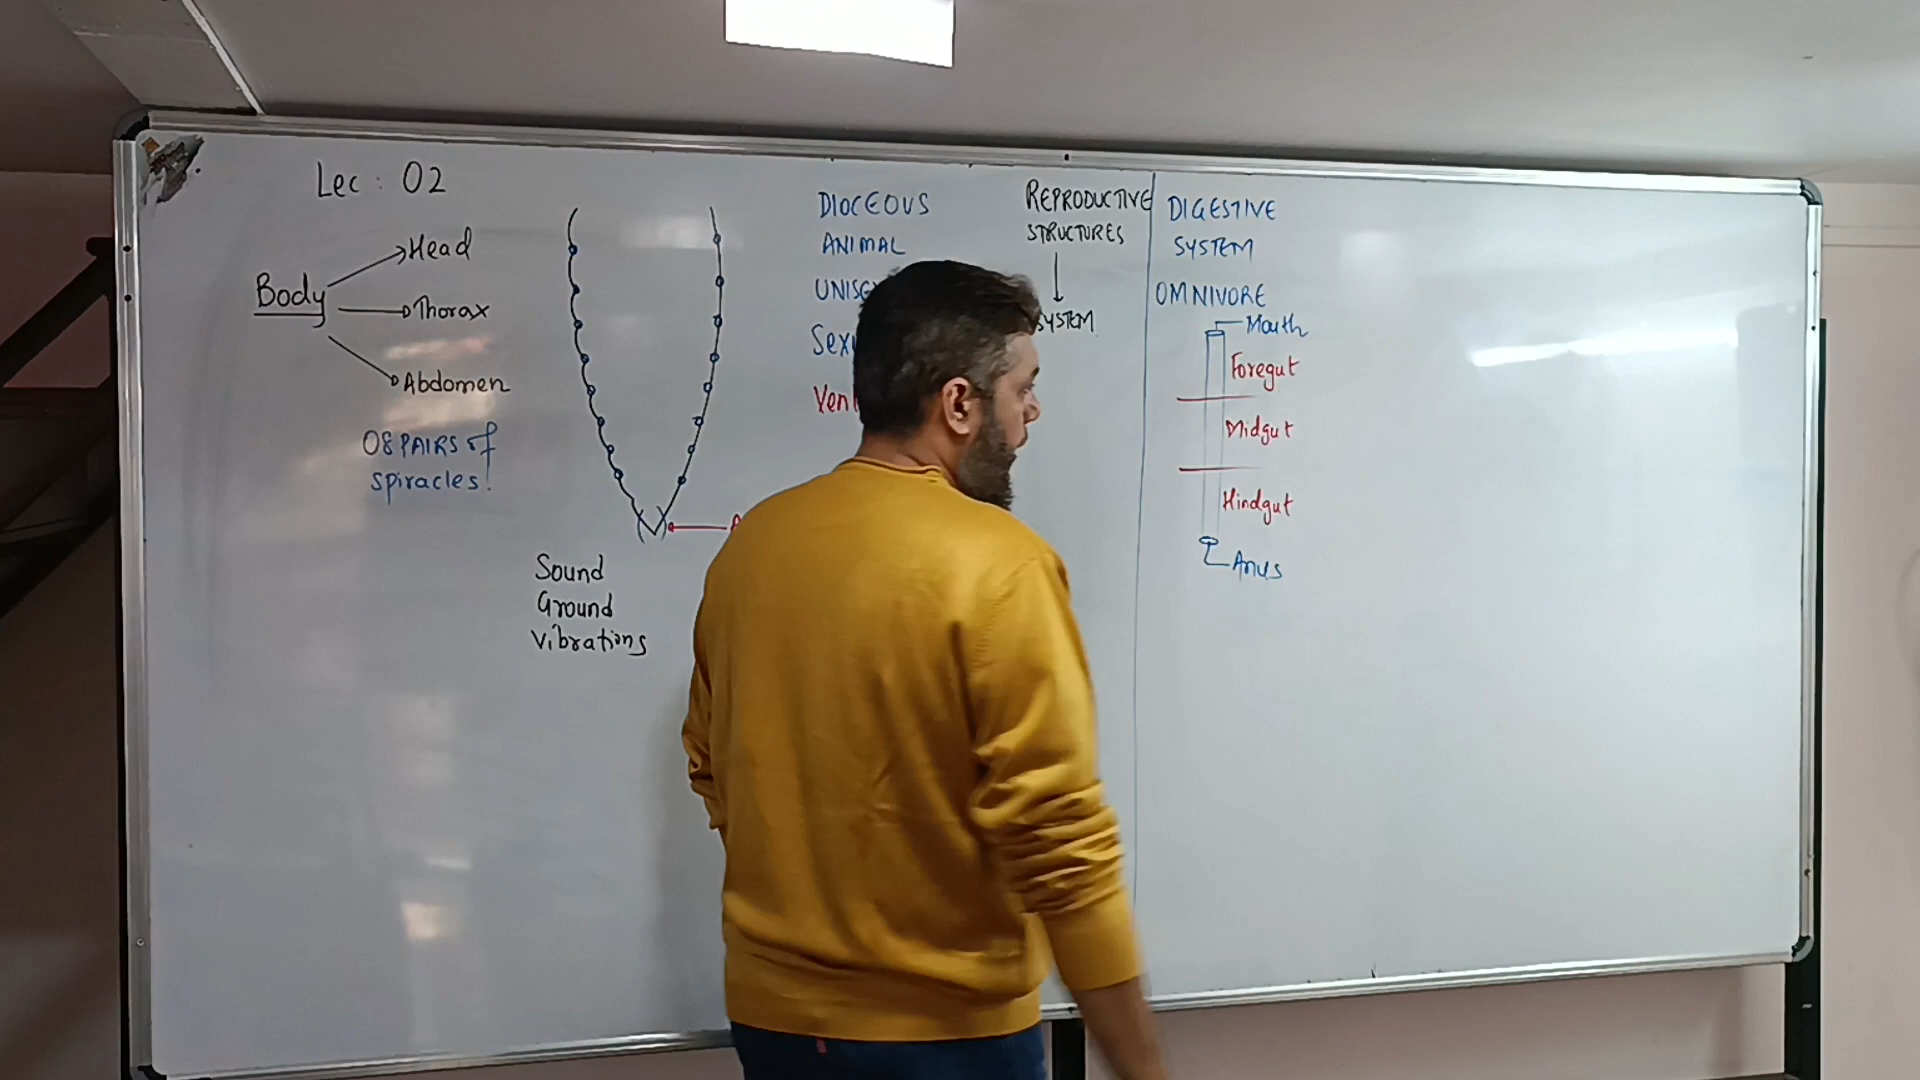 Lec : 02
Body
Head
Thorax
Abdomen
08 PAIRS of
spiracles!
Sound
Ground
Vibrations
DIOCEOUS
ANIMAL
REPRODUCTIVE
STRUCTURES
SYSTEM
DIGESTIVE
SYSTEM
OMNIVORE
Mouth
Foregut
Midgut
Hindgut
Anus